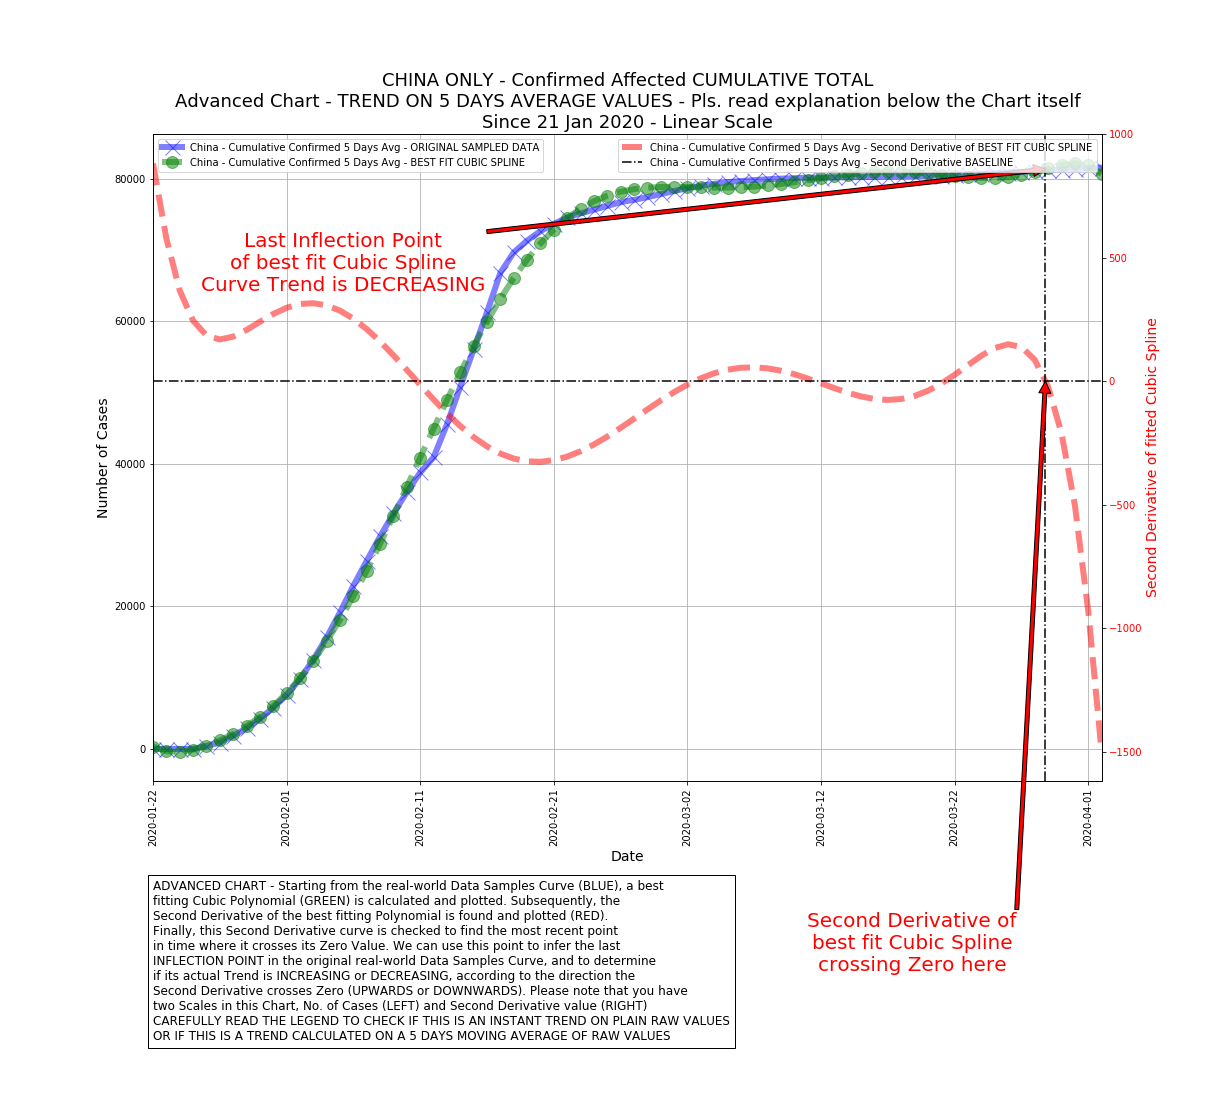 CHINA ONLY - Confirmed Affected CUMULATIVE TOTAL
Advanced Chart - TREND ON 5 DAYS AVERAGE VALUES - Pls. read explanation below the Chart itself
Since 21 Jan 2020 - Linear Scale
China - Cumulative Confirmed 5 Days Avg - ORIGINAL SAMPLED DATA
China - Cumulative Confirmed 5 Days Avg - BEST FIT CUBIC SPLINE
China - Cumulative Confirmed 5 Days Avg - Second Derivative of BEST FIT CUBIC SPLINE
China - Cumulative Confirmed 5 Days Avg - Second Derivative BASELINE
Last Inflection Point
of best fit Cubic Spline
Curve Trend is DECREASING
Number of Cases
80000
60000
40000
20000
0
1000
500
0
−500
−1000
−1500
Second Derivative of fitted Cubic Spline
2020-01-22
2020-02-01
2020-02-11
2020-02-21
2020-03-02
2020-03-12
2020-03-22
2020-04-01
Date
ADVANCED CHART - Starting from the real-world Data Samples Curve (BLUE), a best
fitting Cubic Polynomial (GREEN) is calculated and plotted. Subsequently, the
Second Derivative of the best fitting Polynomial is found and plotted (RED).
Finally, this Second Derivative curve is checked to find the most recent point
in time where it crosses its Zero Value. We can use this point to infer the last
INFLECTION POINT in the original real-world Data Samples Curve, and to determine
if its actual Trend is INCREASING or DECREASING, according to the direction the
Second Derivative crosses Zero (UPWARDS or DOWNWARDS). Please note that you have
two Scales in this Chart, No. of Cases (LEFT) and Second Derivative value (RIGHT)
CAREFULLY READ THE LEGEND TO CHECK IF THIS IS AN INSTANT TREND ON PLAIN RAW VALUES
OR IF THIS IS A TREND CALCULATED ON A 5 DAYS MOVING AVERAGE OF RAW VALUES
Second Derivative of
best fit Cubic Spline
crossing Zero here